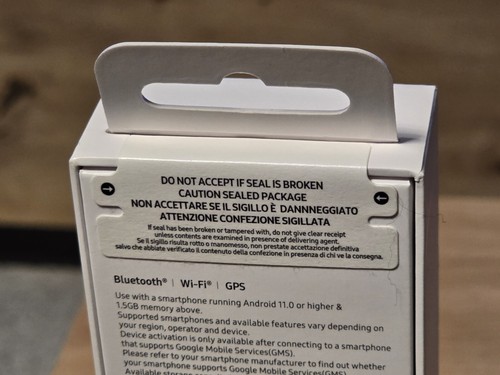 DO NOT ACCEPT IF SEAL IS BROKEN
CAUTION SEALED PACKAGE
NON ACCETTARE SE IL SIGILLO È DANNNEGGIATO
ATTENZIONE CONFEZIONE SIGILLATA
If seal has been broken or tampered with, do not give clear receipt
unless contents are examined in presence of delivering agent.
Se il sigillo risulta rotto o manomesso, non prestate accettazione definitiva
salvo che abbiate verificato il contenuto della confezione in presenza di chi ve la consegna.
Bluetooth® | Wi-Fi® | GPS
Use with a smartphone running Android 11.0 or higher &
1.5GB memory above.
Supported smartphones and available features vary depending on
your region, operator and device.
Device activation is only available after connecting to a smartphone
that supports Google Mobile Services(GMS).
Please refer to your smartphone manufacturer to find out whether
your smartphone supports Google Mobile Services(GMS).